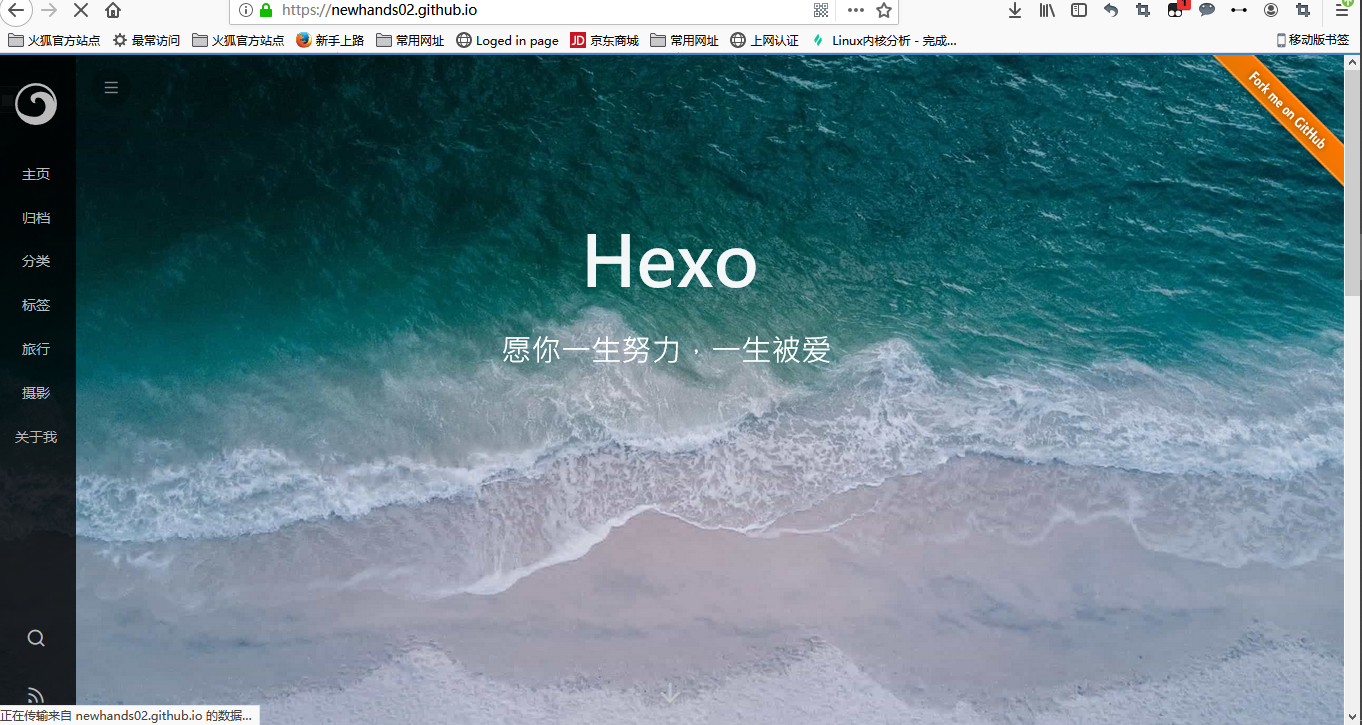 https://newhands02.github.io
1
火狐官方站点 最常访问 火狐官方站点 新手上路 常用网址 Loged in page JD 京东商城 常用网址 上网认证 Linux内核分析 - 完成... 移动版书签
Fork me on GitHub
主页
归档
分类
标签
旅行
摄影
关于我
Hexo
愿你一生努力，一生被爱
正在传输来自 newhands02.github.io 的数据...